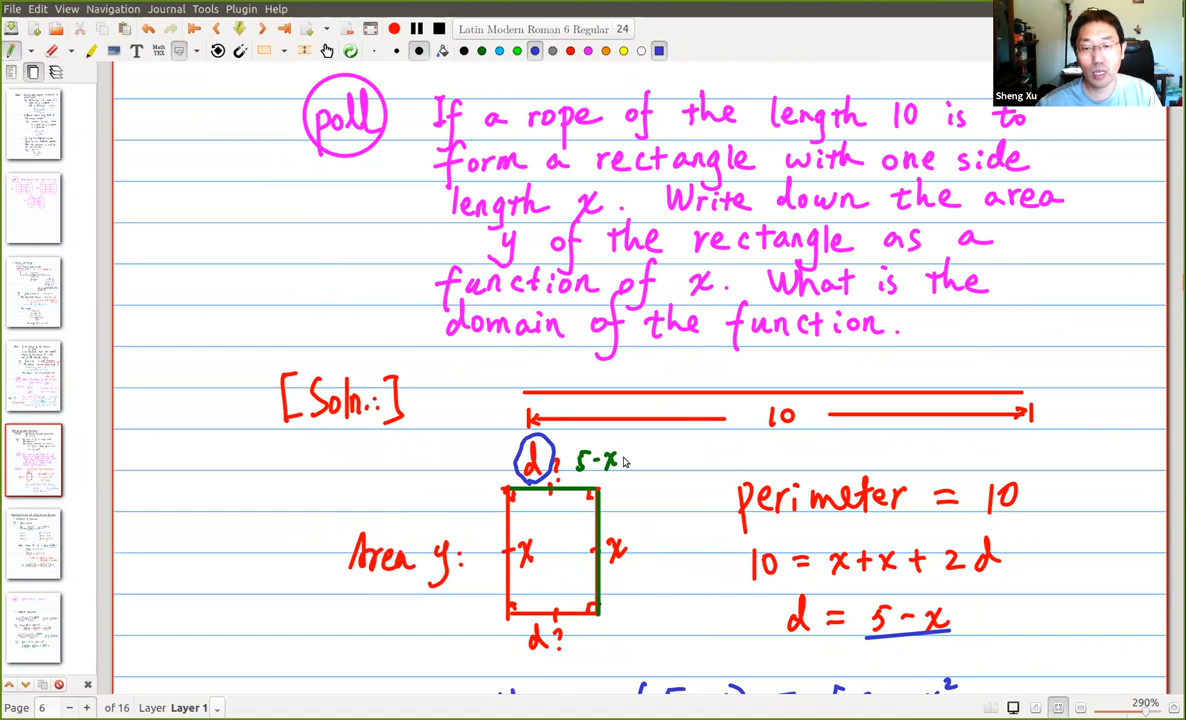 File Edit View Navigation Journal Tools Plugin Help
Latin Modern Roman 6 Regular 24
Sheng Xu
poll
If a rope of the length 10 is to
form a rectangle with one side
length x. Write down the area
y of the rectangle as a
function of x. What is the
domain of the function.
[Soln.:]
10
d? 5-x
perimeter = 10
Area y: x x
10 = x+x+2d
d = 5-x
d?
Page 6 of 16 Layer Layer 1
290%